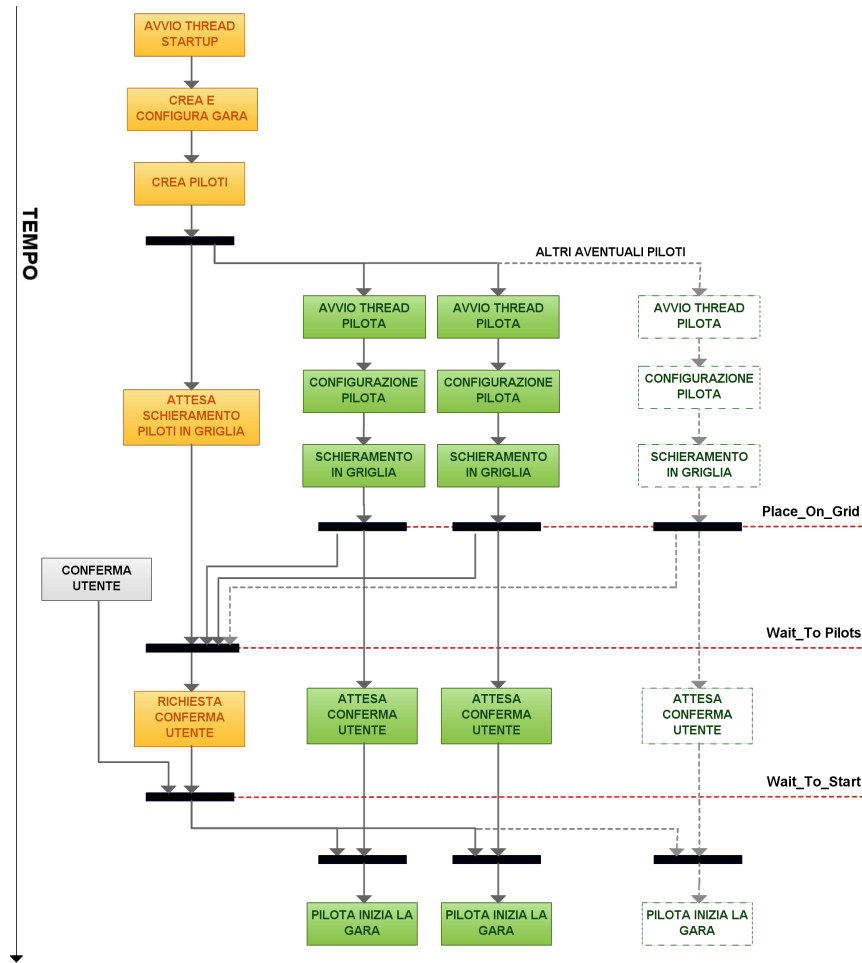 AVVIO THREAD
STARTUP
CREA E
CONFIGURA GARA
CREA PILOTI
TEMPO
ALTRI AVENTUALI PILOTI
AVVIO THREAD
PILOTA
AVVIO THREAD
PILOTA
AVVIO THREAD
PILOTA
CONFIGURAZIONE
PILOTA
CONFIGURAZIONE
PILOTA
CONFIGURAZIONE
PILOTA
ATTESA
SCHIERAMENTO
PILOTI IN GRIGLIA
SCHIERAMENTO
IN GRIGLIA
SCHIERAMENTO
IN GRIGLIA
SCHIERAMENTO
IN GRIGLIA
Place_On_Grid
CONFERMA
UTENTE
Wait_To Pilots
RICHIESTA
CONFERMA
UTENTE
ATTESA
CONFERMA
UTENTE
ATTESA
CONFERMA
UTENTE
ATTESA
CONFERMA
UTENTE
Wait_To_Start
PILOTA INIZIA LA
GARA
PILOTA INIZIA LA
GARA
PILOTA INIZIA LA
GARA